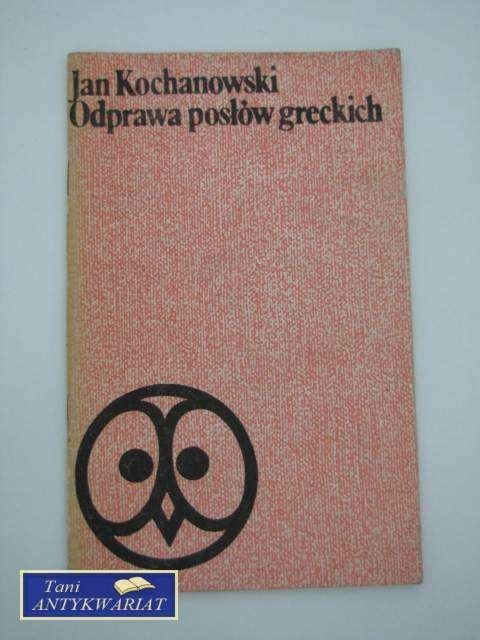 Jan Kochanowski
Odprawa posłów greckich
Tani
ANTYKWARIAT